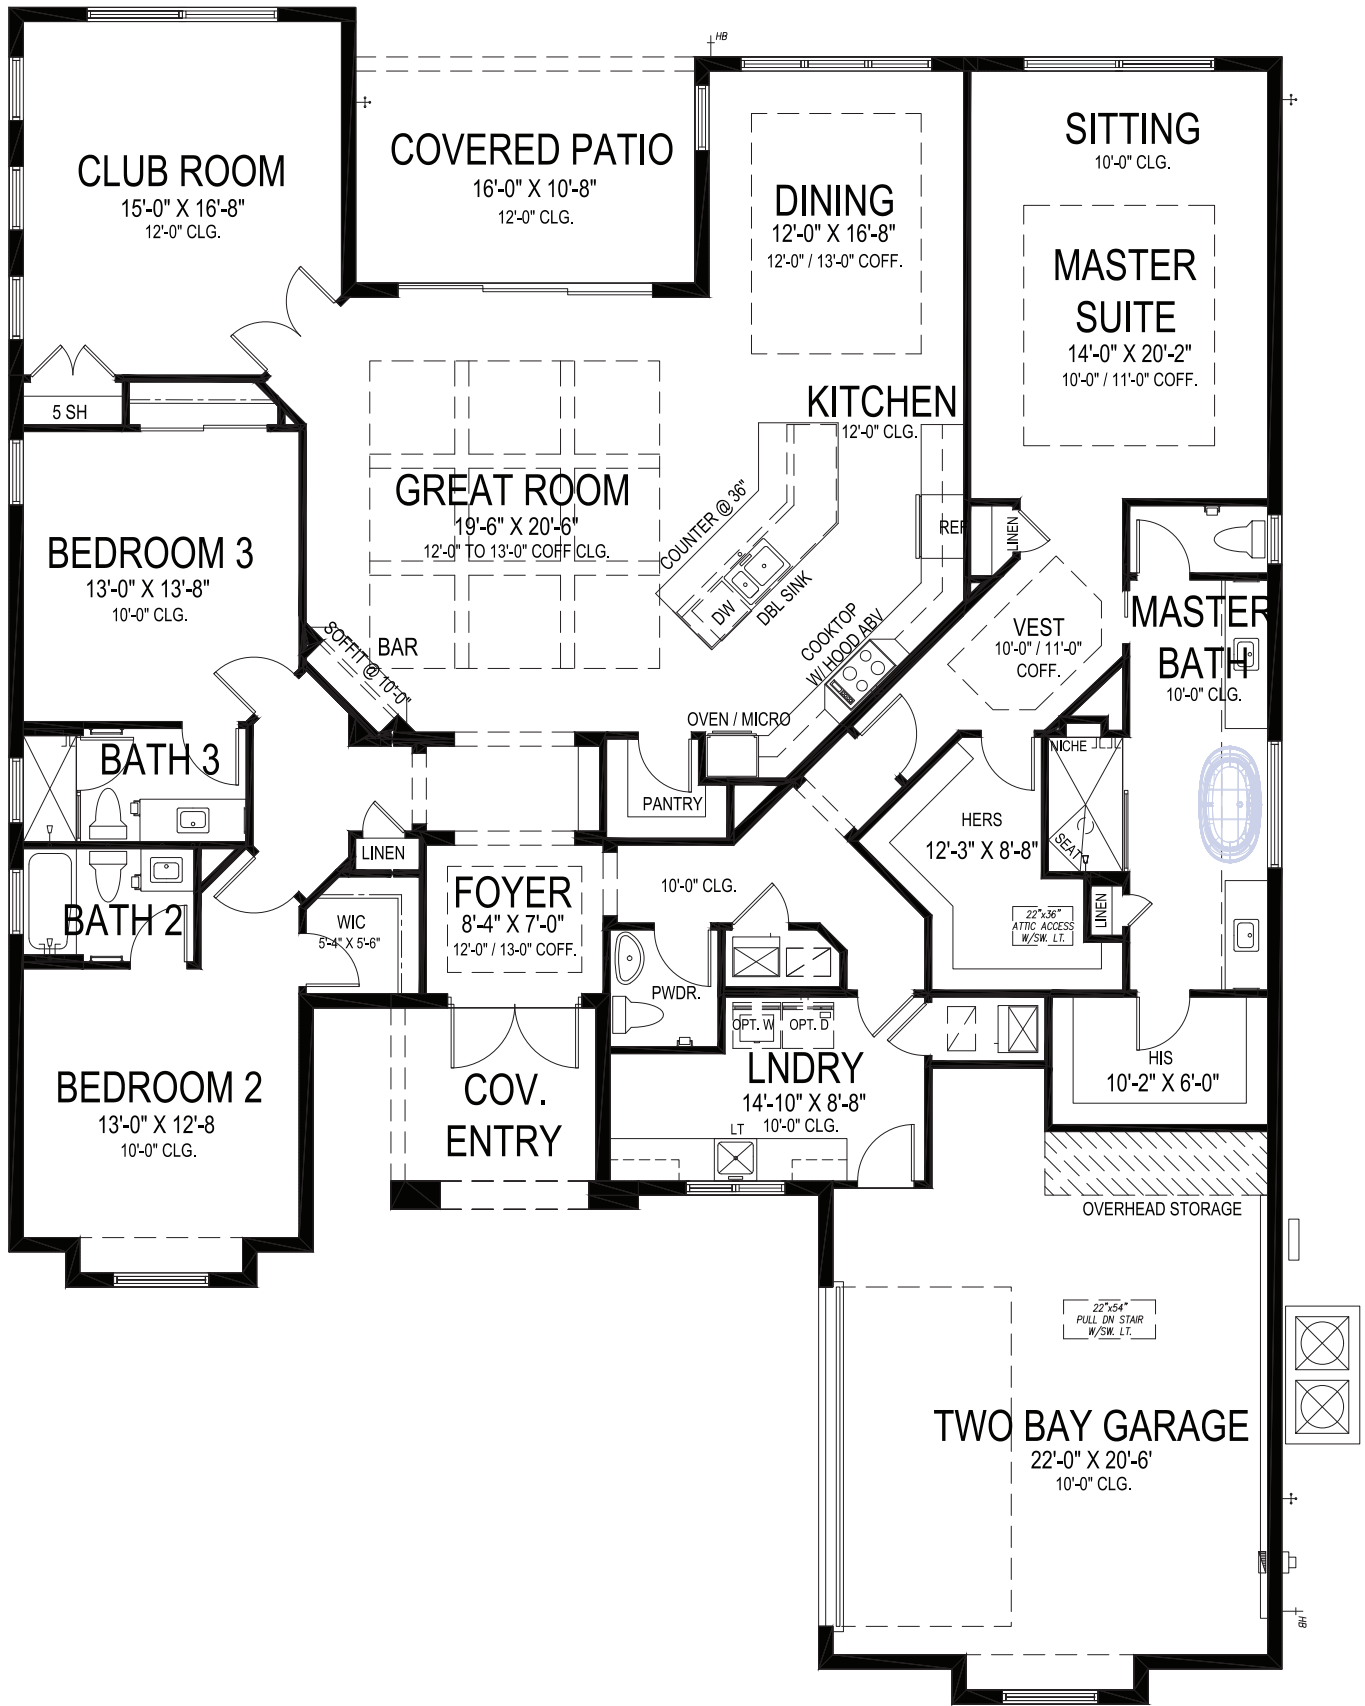 HB
CLUB ROOM
15'-0" X 16'-8"
12'-0" CLG.
COVERED PATIO
16'-0" X 10'-8"
12'-0" CLG.
DINING
12'-0" X 16'-8"
12'-0" / 13'-0" COFF.
SITTING
10'-0" CLG.
MASTER
SUITE
14'-0" X 20'-2"
10'-0" / 11'-0" COFF.
5 SH
KITCHEN
12'-0" CLG.
GREAT ROOM
19'-6" X 20'-6"
12'-0" TO 13'-0" COFF CLG.
COUNTER @ 36"
REF
LINEN
BEDROOM 3
13'-0" X 13'-8"
10'-0" CLG.
DW
DBL SINK
COOKTOP
W/ HOOD ABV
VEST
10'-0" / 11'-0"
COFF.
MASTER
BATH
10'-0" CLG.
BAR
SOFFIT @ 10'-0"
OVEN / MICRO
BATH 3
NICHE
PANTRY
HERS
12'-3" X 8'-8"
SEAT
LINEN
FOYER
8'-4" X 7'-0"
12'-0" / 13-0" COFF.
10'-0" CLG.
BATH 2
WIC
5'-4" X 5'-6"
22"x36"
ATTIC ACCESS
W/SW. LT.
LINEN
PWDR.
OPT. W
OPT. D
LNDRY
14'-10" X 8'-8"
10'-0" CLG.
LT
HIS
10'-2" X 6'-0"
BEDROOM 2
13'-0" X 12'-8
10'-0" CLG.
COV.
ENTRY
OVERHEAD STORAGE
22"x54"
PULL DN STAIR
W/SW. LT.
TWO BAY GARAGE
22'-0" X 20'-6'
10'-0" CLG.
HB